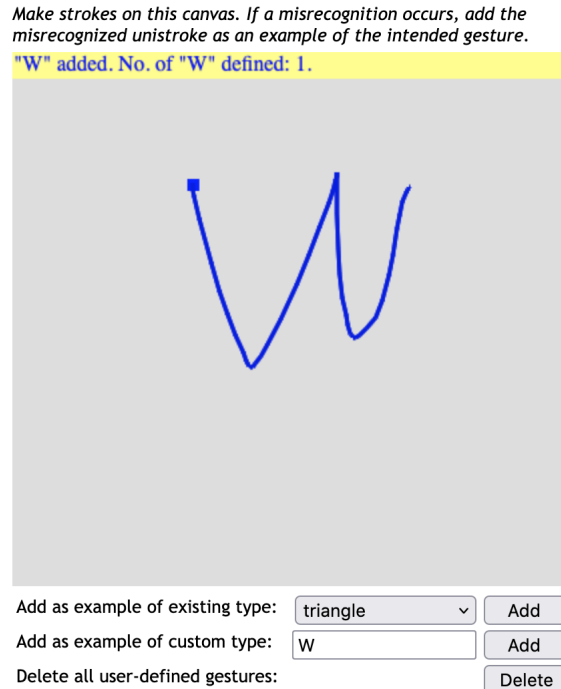 Make strokes on this canvas. If a misrecognition occurs, add the
misrecognized unistroke as an example of the intended gesture.
"W" added. No. of "W" defined: 1.
W
Add as example of existing type: triangle Add
Add as example of custom type: W Add
Delete all user-defined gestures: Delete